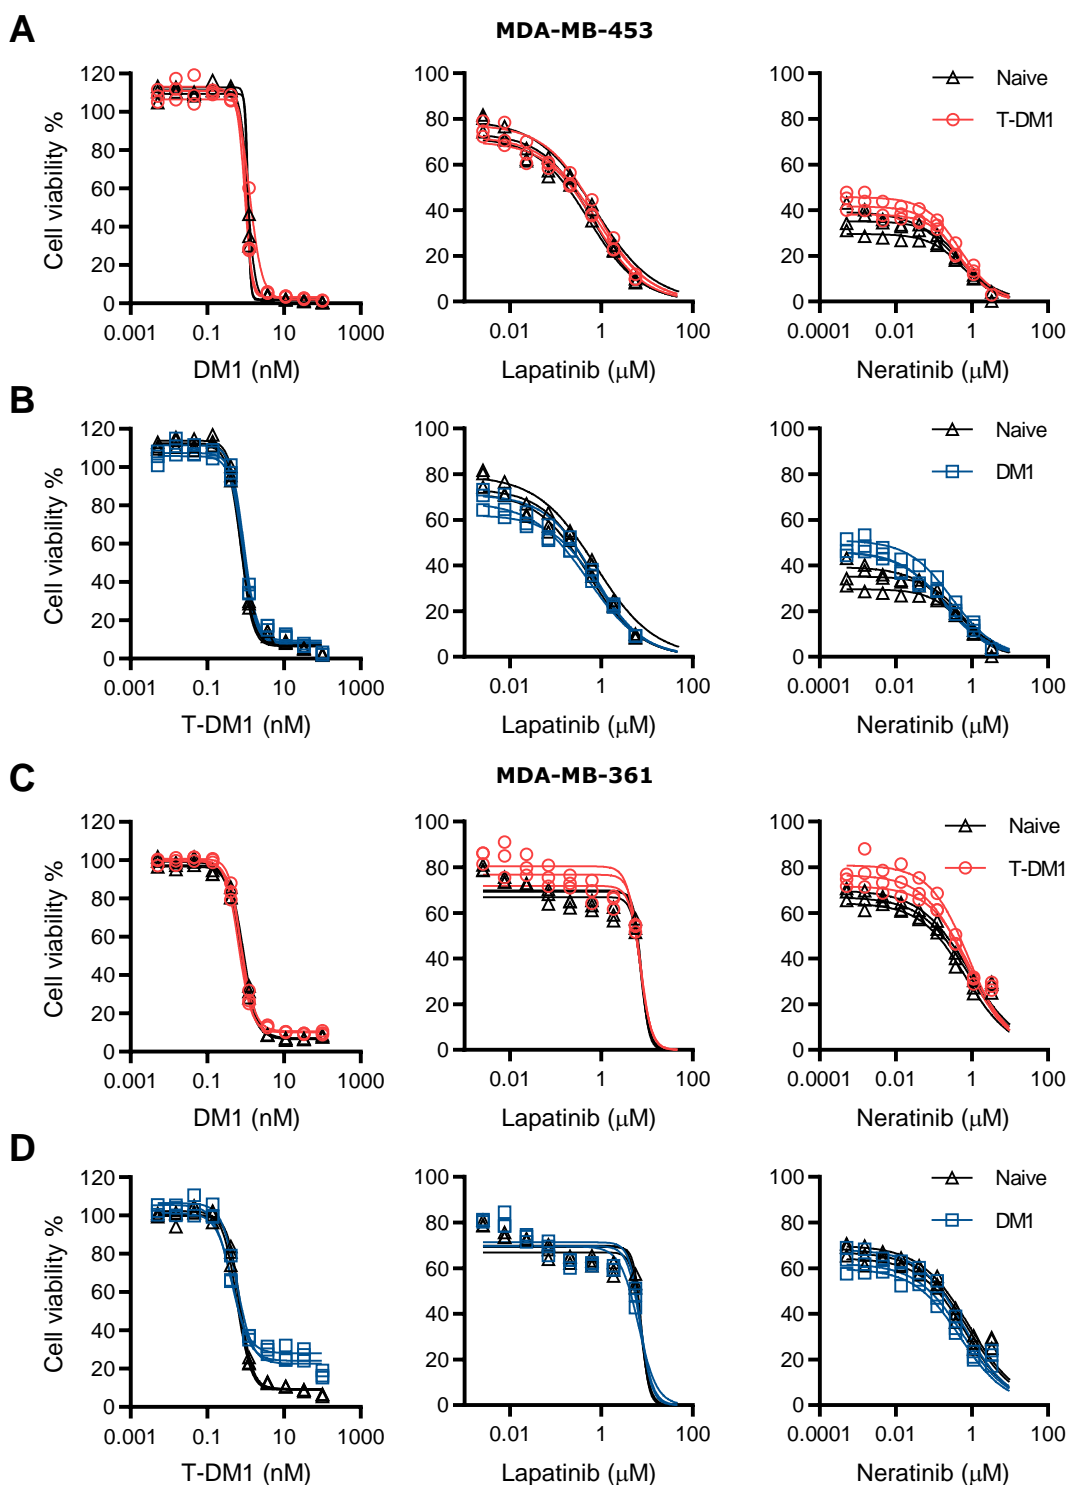 A
MDA-MB-453
Cell viability %
120
100
80
60
40
20
0
0.001 0.1 10 1000
DM1 (nM)
100
80
60
40
20
0
0.01 1 100
Lapatinib (μM)
100
80
60
40
20
0
0.0001 0.01 1 100
Neratinib (μM)
Naive
T-DM1
B
Cell viability %
120
100
80
60
40
20
0
0.001 0.1 10 1000
T-DM1 (nM)
100
80
60
40
20
0
0.01 1 100
Lapatinib (μM)
100
80
60
40
20
0
0.0001 0.01 1 100
Neratinib (μM)
Naive
DM1
C
MDA-MB-361
Cell viability %
120
100
80
60
40
20
0
0.001 0.1 10 1000
DM1 (nM)
100
80
60
40
20
0
0.01 1 100
Lapatinib (μM)
100
80
60
40
20
0
0.0001 0.01 1 100
Neratinib (μM)
Naive
T-DM1
D
Cell viability %
120
100
80
60
40
20
0
0.001 0.1 10 1000
T-DM1 (nM)
100
80
60
40
20
0
0.01 1 100
Lapatinib (μM)
100
80
60
40
20
0
0.0001 0.01 1 100
Neratinib (μM)
Naive
DM1